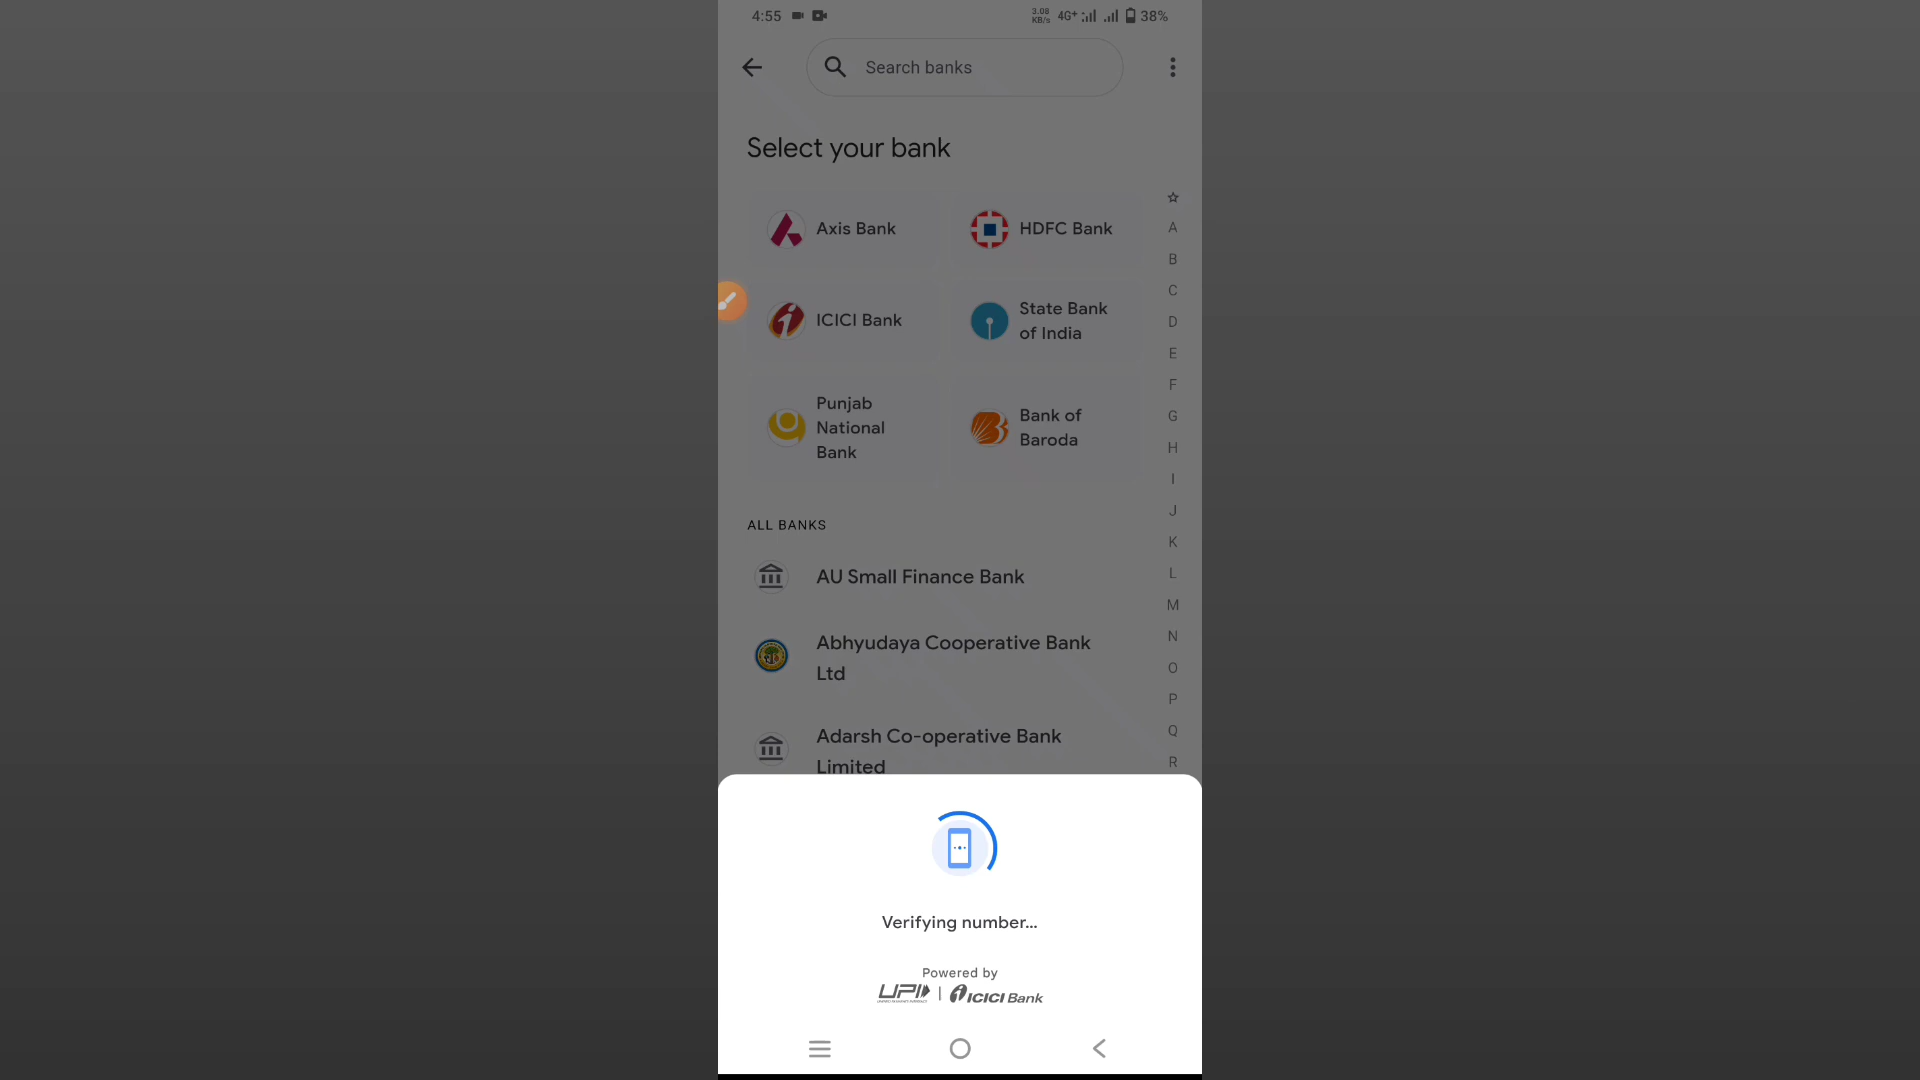 4:55
3.08
KB/s
4G+
38%
Search banks
Select your bank
Axis Bank
HDFC Bank
ICICI Bank
State Bank
of India
Punjab
National
Bank
Bank of
Baroda
ALL BANKS
AU Small Finance Bank
Abhyudaya Cooperative Bank
Ltd
Adarsh Co-operative Bank
Limited
A
B
C
D
E
F
G
H
I
J
K
L
M
N
O
P
Q
R
Verifying number...
Powered by
UPI | ICICI Bank